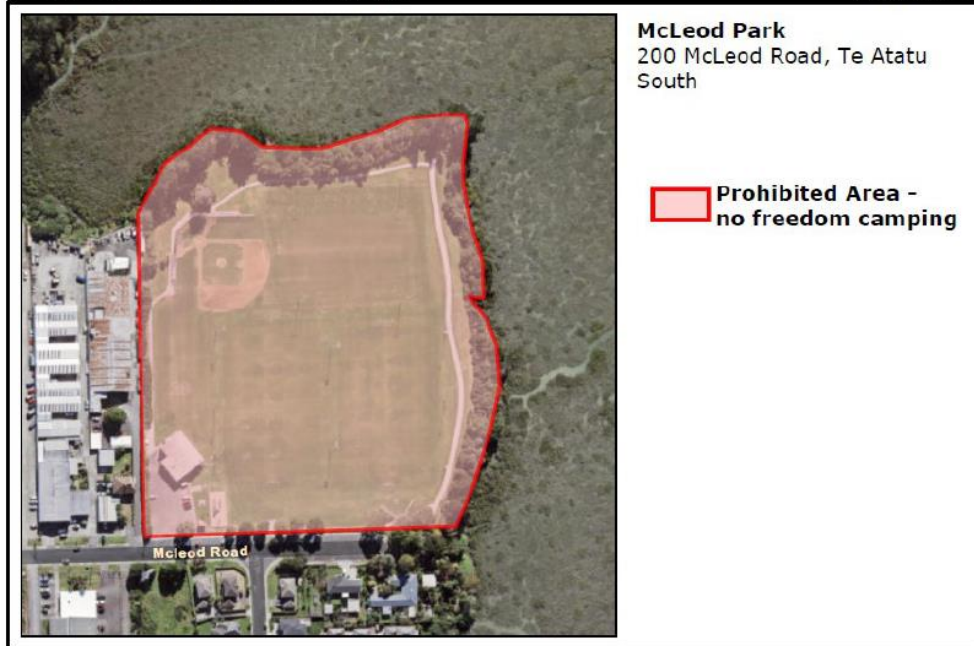 McLeod Park
200 McLeod Road, Te Atatu
South
Prohibited Area -
no freedom camping
Mcleod Road